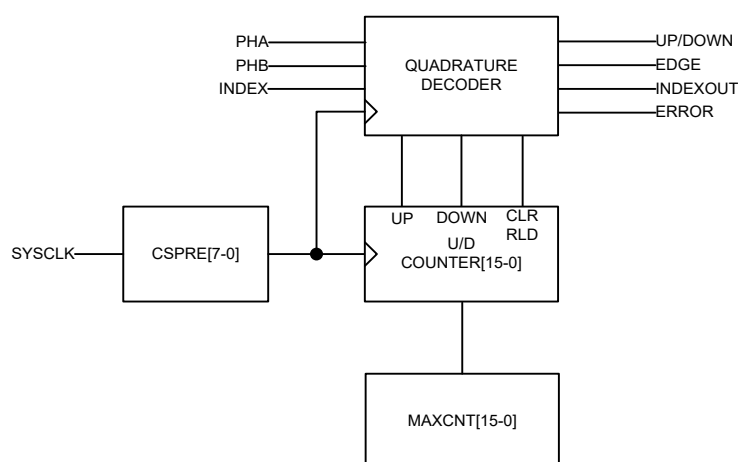 PHA
PHB
INDEX
QUADRATURE
DECODER
UP/DOWN
EDGE
INDEXOUT
ERROR
UP
DOWN
CLR
RLD
U/D
COUNTER[15-0]
SYSCLK
CSPRE[7-0]
MAXCNT[15-0]